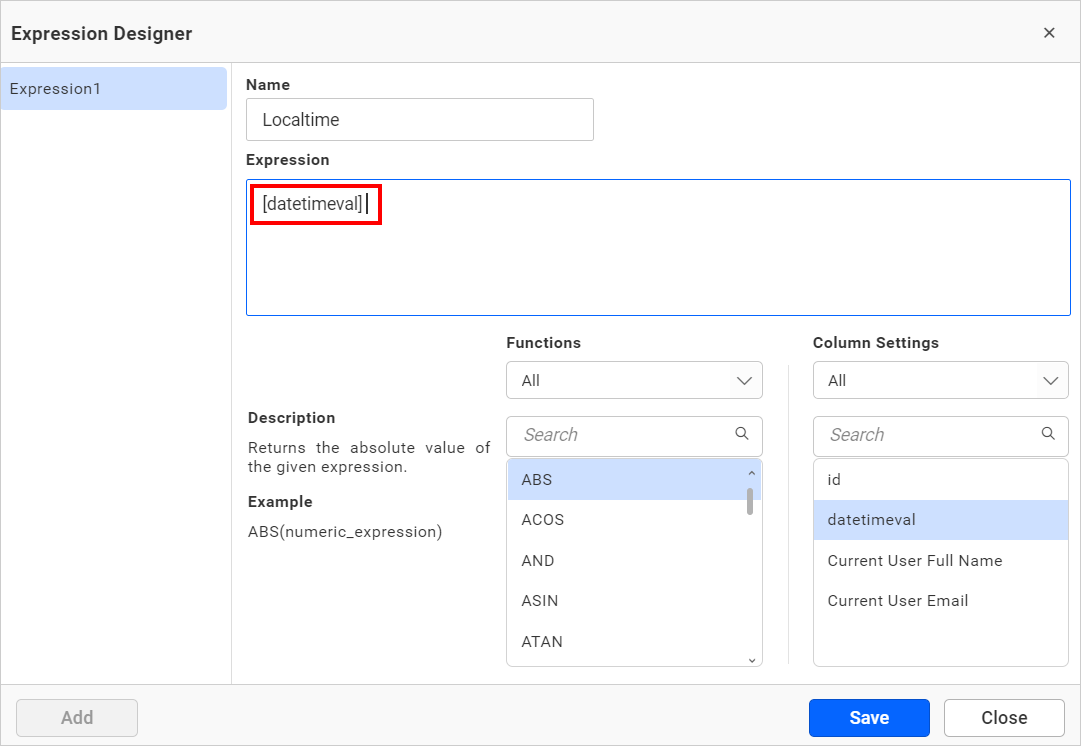 Expression Designer
Expression1
Name
Localtime
Expression
[datetimeval]
Functions
All
Search
ABS
ACOS
AND
ASIN
ATAN
Description
Returns the absolute value of
the given expression.
Example
ABS(numeric_expression)
Column Settings
All
Search
id
datetimeval
Current User Full Name
Current User Email
Add
Save
Close